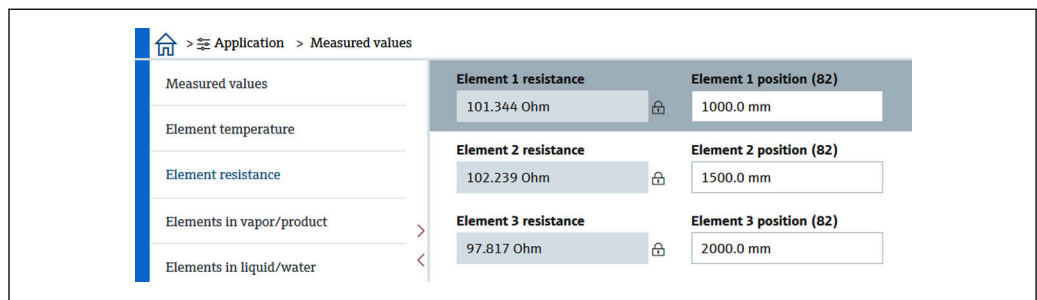 > Application > Measured values
Measured values
Element temperature
Element resistance
Elements in vapor/product
Elements in liquid/water
> 
<
Element 1 resistance Element 1 position (82)
101.344 Ohm 1000.0 mm
Element 2 resistance Element 2 position (82)
102.239 Ohm 1500.0 mm
Element 3 resistance Element 3 position (82)
97.817 Ohm 2000.0 mm